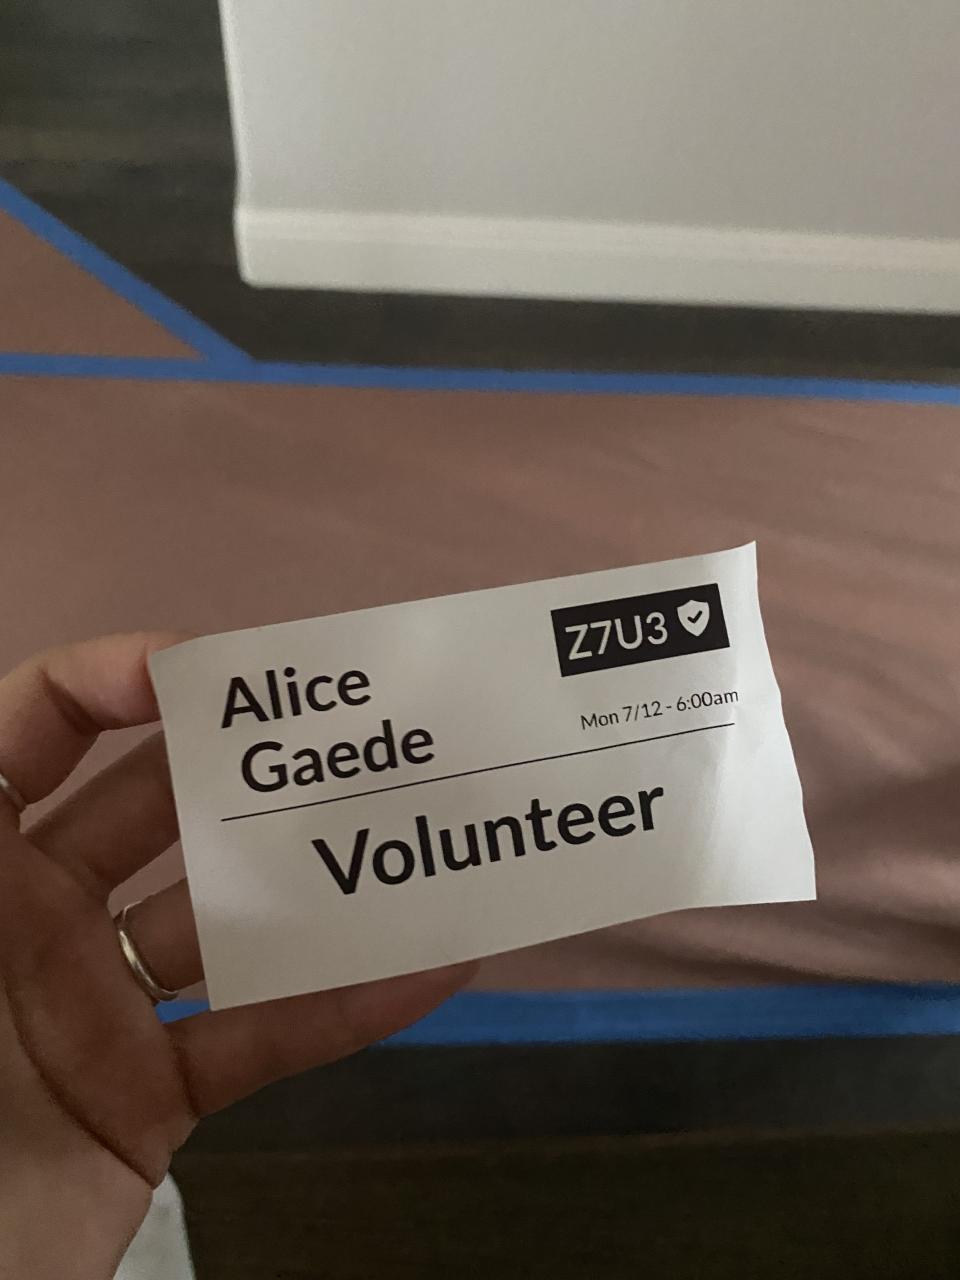 Alice
Gaede
Z7U3
Mon 7/12 - 6:00am
Volunteer